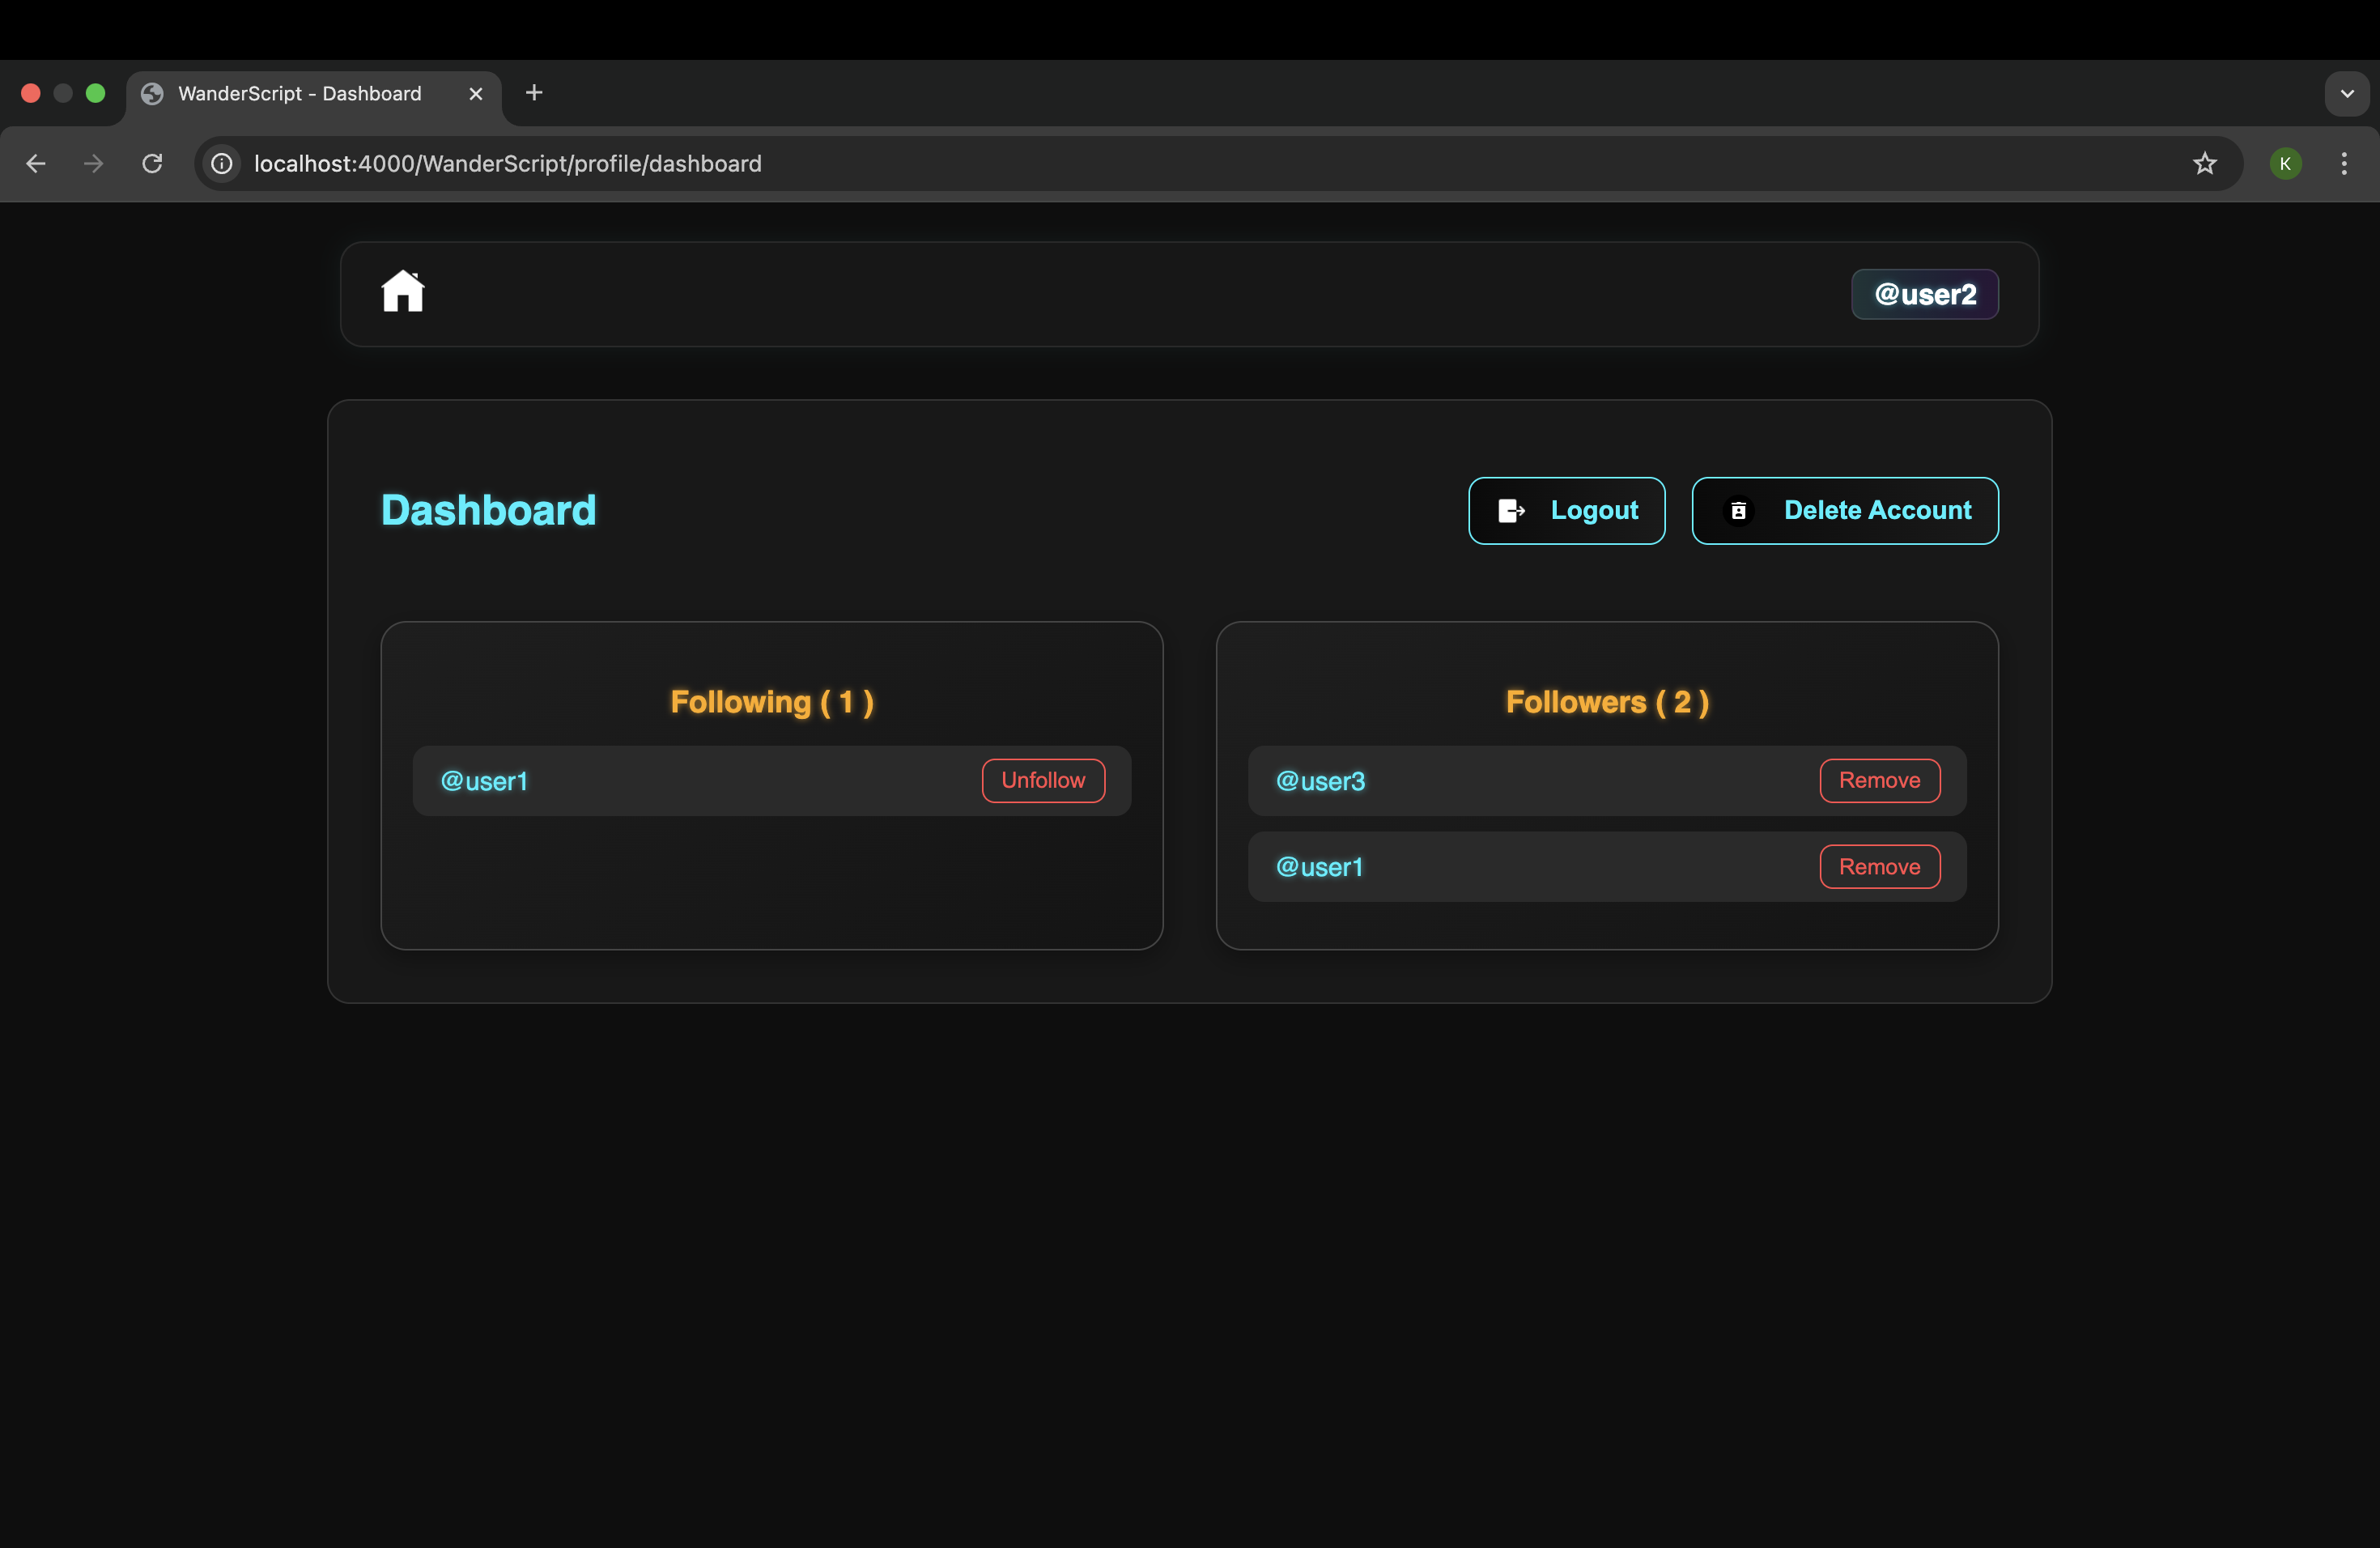 WanderScript - Dashboard
localhost:4000/WanderScript/profile/dashboard
K
@user2
Dashboard
Logout
Delete Account
Following ( 1 )
@user1
Unfollow
Followers ( 2 )
@user3
Remove
@user1
Remove